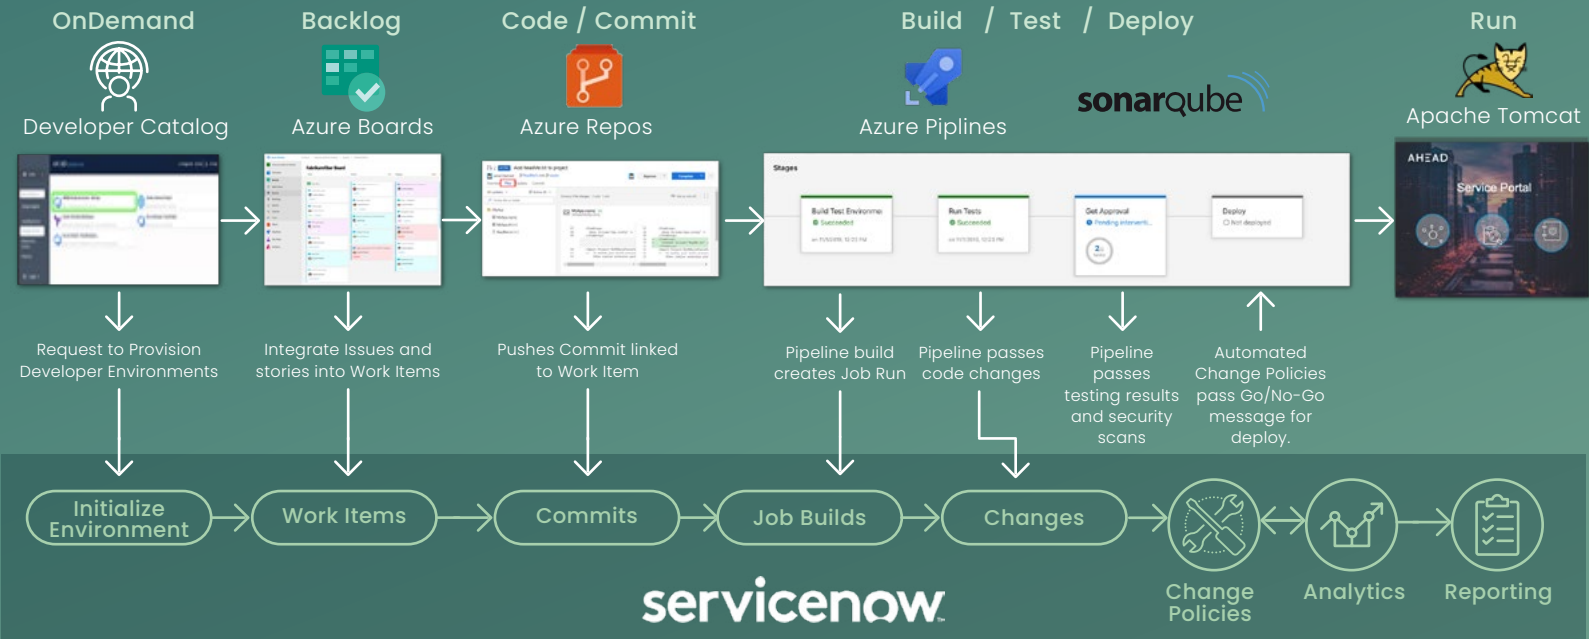 OnDemand
Backlog
Code / Commit
Build / Test / Deploy
Run
Developer Catalog
Azure Boards
Azure Repos
Azure Piplines
sonarqube
Apache Tomcat
Stages
Build Test Environme
Succeeded
Run Tests
Succeeded
Get Approval
Pending interventi...
Deploy
Not deployed
AHEAD
Service Portal
Request to Provision
Developer Environments
Integrate Issues and
stories into Work Items
Pushes Commit linked
to Work Item
Pipeline build
creates Job Run
Pipeline passes
code changes
Pipeline
passes
testing results
and security
scans
Automated
Change Policies
pass Go/No-Go
message for
deploy.
Initialize
Environment
Work Items
Commits
Job Builds
Changes
Change
Policies
Analytics
Reporting
servicenow